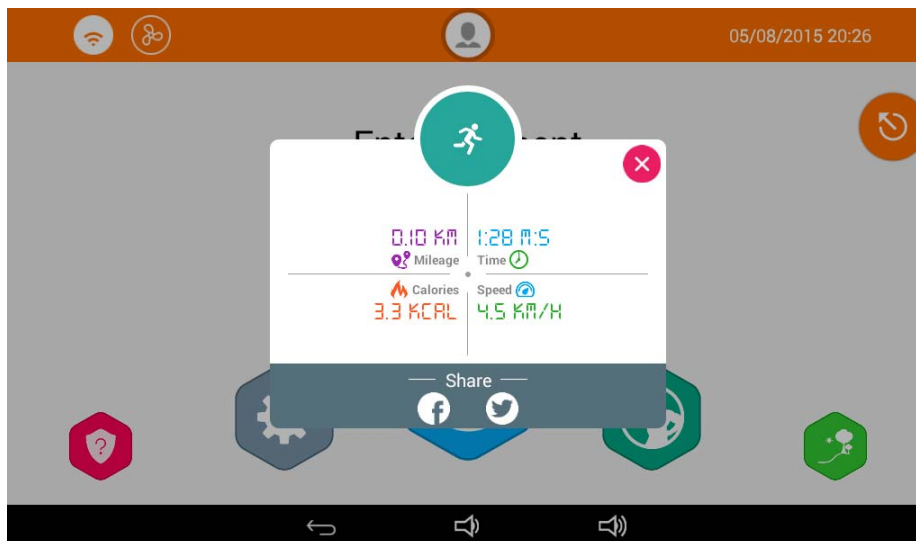 05/08/2015 20:26
0.10 KM
1:28 M:S
Mileage
Time
Calories
Speed
3.3 KCAL
4.5 KM/H
Share